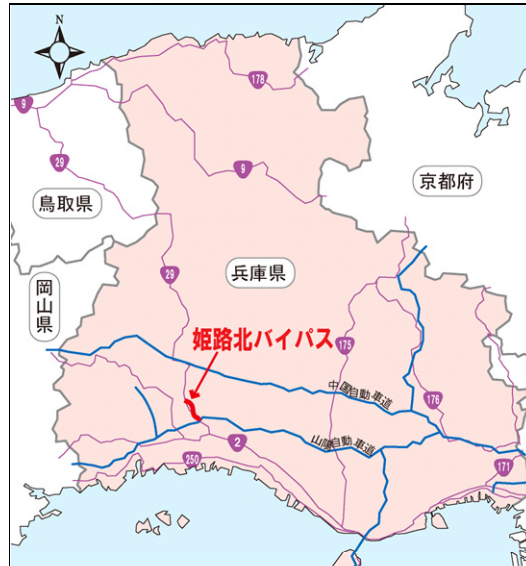 N
178
9
29
9
京都府
鳥取県
兵庫県
29
岡山県
姫路北バイパス
175
中国自動車道
176
山陽自動車道
2
250
171